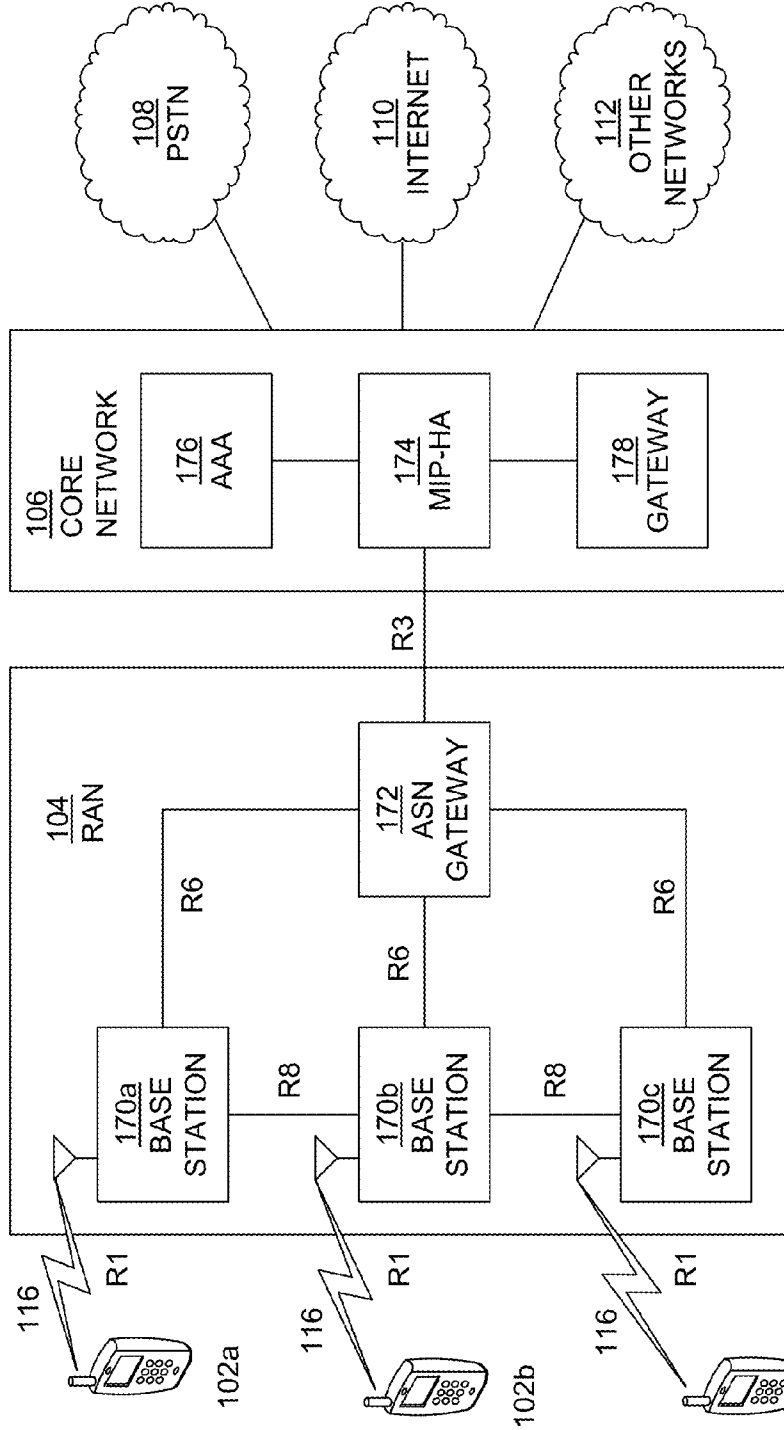 116
R1
102a
116
R1
102b
116
R1
104
RAN
170a
BASE
STATION
R8
170b
BASE
STATION
R8
170c
BASE
STATION
R6
R6
R6
172
ASN
GATEWAY
R3
106
CORE
NETWORK
176
AAA
174
MIP-HA
178
GATEWAY
108
PSTN
110
INTERNET
112
OTHER
NETWORKS